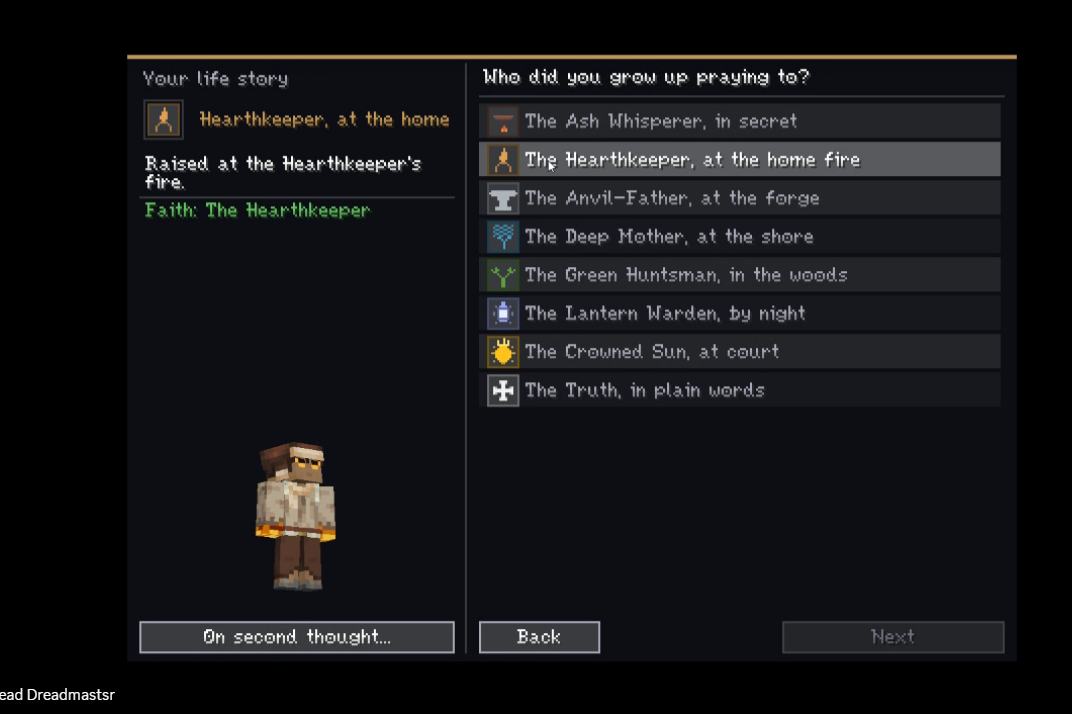 Your life story
Hearthkeeper, at the home
Raised at the Hearthkeeper's
fire.
Faith: The Hearthkeeper
On second thought...
Who did you grow up praying to?
The Ash Whisperer, in secret
The Hearthkeeper, at the home fire
The Anvil-Father, at the forge
The Deep Mother, at the shore
The Green Huntsman, in the woods
The Lantern Warden, by night
The Crowned Sun, at court
The Truth, in plain words
Back
Next
ead Dreadmastsr